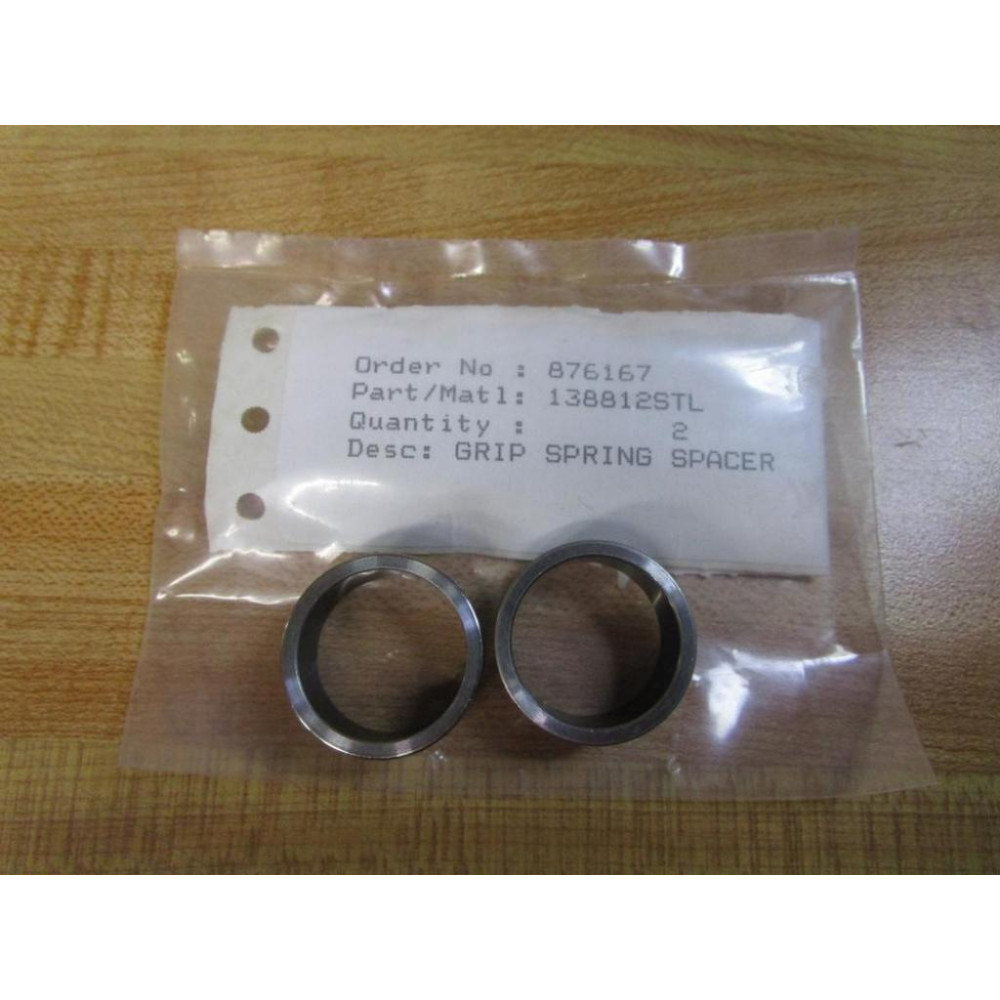 Order No : 876167
Part/Matl: 138812STL
Quantity : 2
Desc: GRIP SPRING SPACER